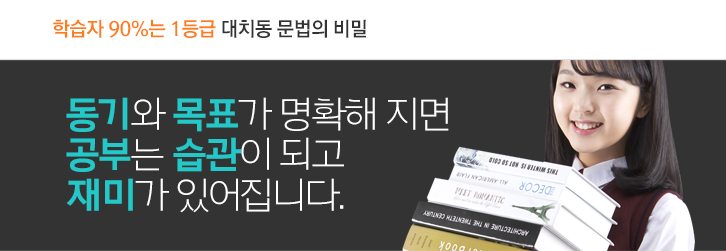 학습자 90%는 1등급 대치동 문법의 비밀
동기와 목표가 명확해 지면
공부는 습관이 되고
재미가 있어집니다.
THIS WINTER IS NOT SO COLD
DECOR
ALL-AMERICAN FLAIR
ARCHITECTURE IN THE TWENTIETH CENTURY
Book